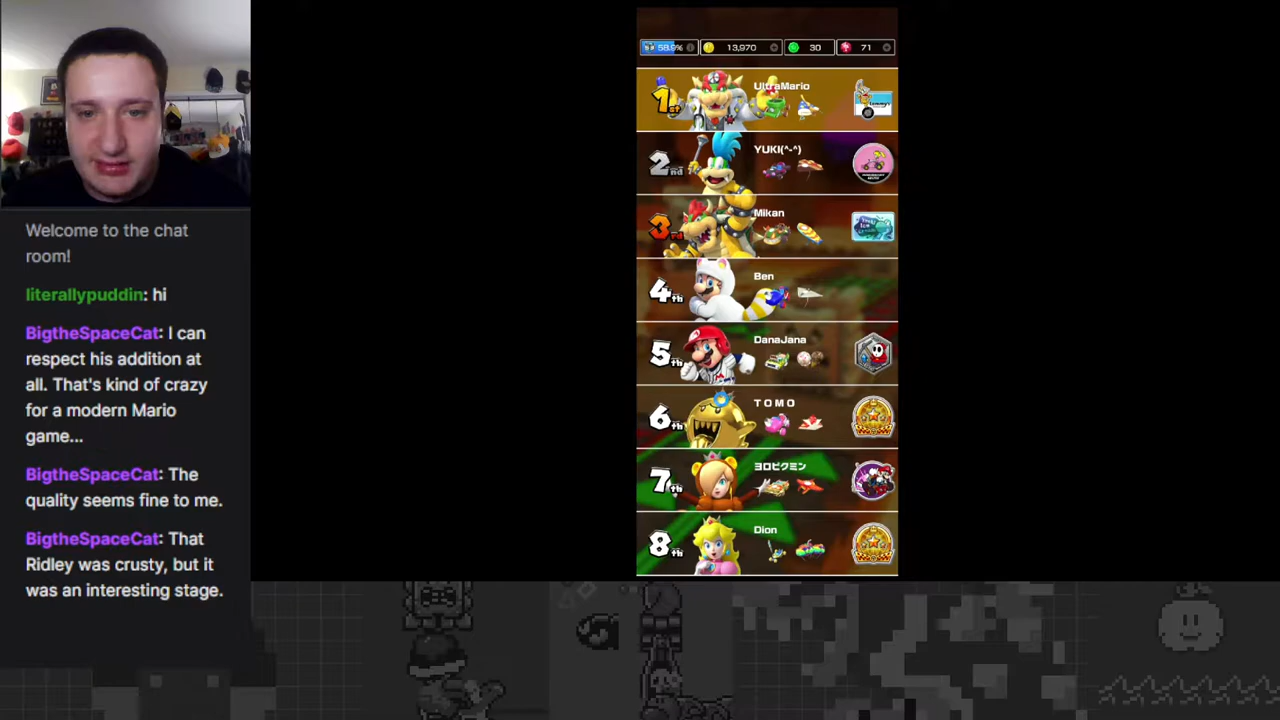 58.9%
13,970
30
71
1st
UltraMario
2nd
YUKI(^-^)
3rd
Mikan
4th
Ben
5th
DanaJana
6th
T O M O
7th
ヨロピクミン
8th
Dion
Welcome to the chat
room!
literallypuddin: hi
BigtheSpaceCat: I can
respect his addition at
all. That's kind of crazy
for a modern Mario
game...
BigtheSpaceCat: The
quality seems fine to me.
BigtheSpaceCat: That
Ridley was crusty, but it
was an interesting stage.